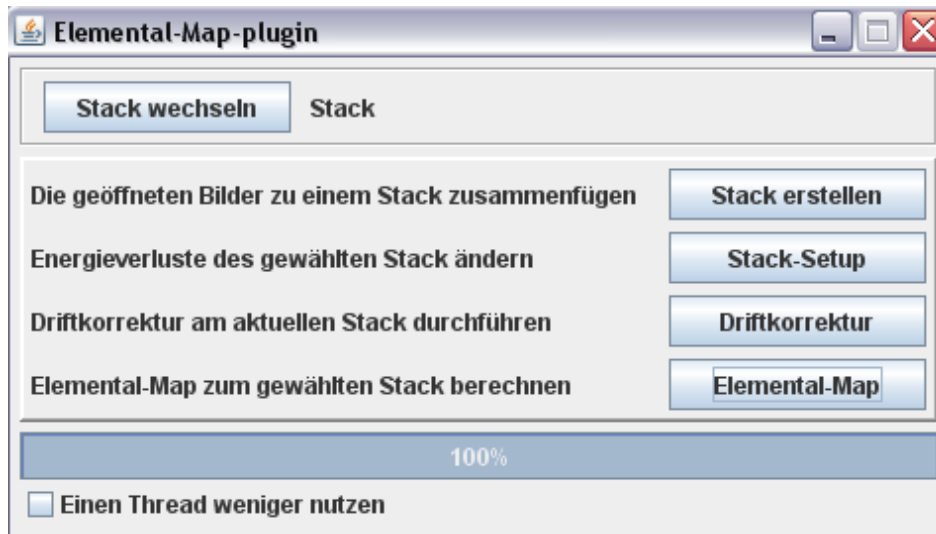 Elemental-Map-plugin
Stack wechseln Stack
Die geöffneten Bilder zu einem Stack zusammenfügen Stack erstellen
Energieverluste des gewählten Stack ändern Stack-Setup
Driftkorrektur am aktuellen Stack durchführen Driftkorrektur
Elemental-Map zum gewählten Stack berechnen Elemental-Map
100%
Einen Thread weniger nutzen